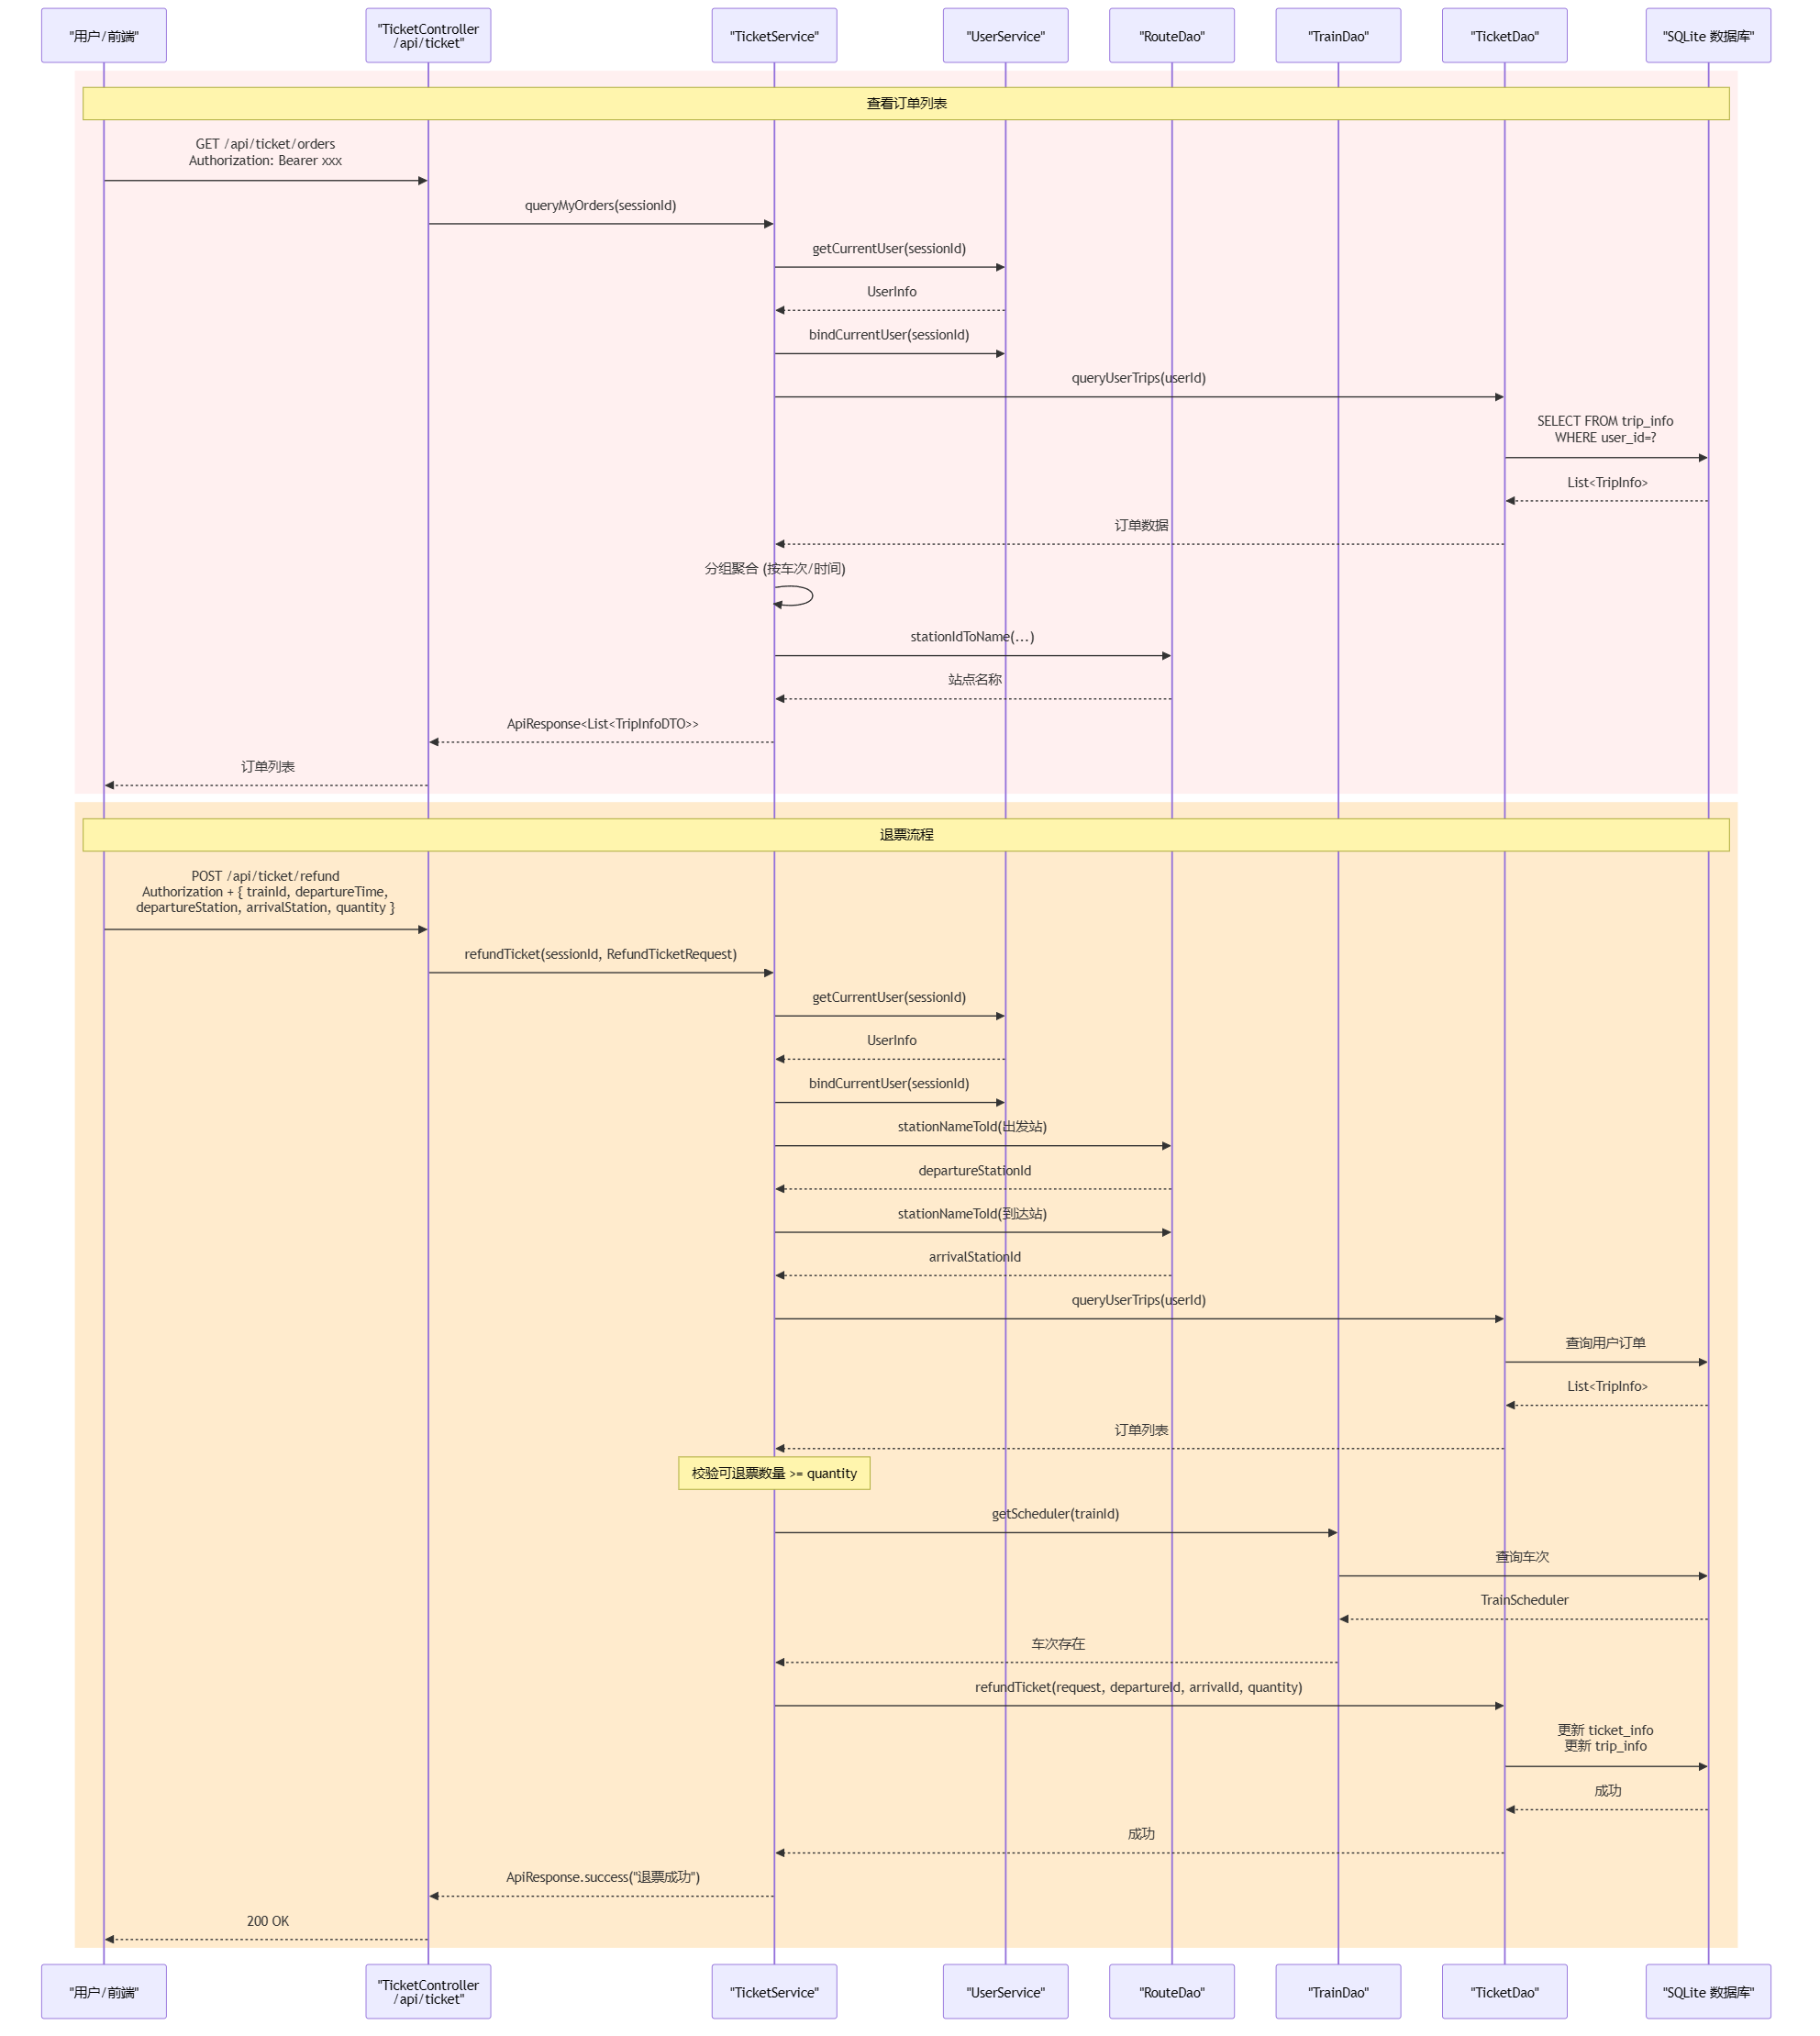 "用户/前端"
"TicketController
/api/ticket"
"TicketService"
"UserService"
"RouteDao"
"TrainDao"
"TicketDao"
"SQLite 数据库"
查看订单列表
GET /api/ticket/orders
Authorization: Bearer xxx
queryMyOrders(sessionId)
getCurrentUser(sessionId)
UserInfo
bindCurrentUser(sessionId)
queryUserTrips(userId)
SELECT FROM trip_info
WHERE user_id=?
List<TripInfo>
订单数据
分组聚合 (按车次/时间)
stationIdToName(...)
站点名称
ApiResponse<List<TripInfoDTO>>
订单列表
退票流程
POST /api/ticket/refund
Authorization + { trainId, departureTime,
departureStation, arrivalStation, quantity }
refundTicket(sessionId, RefundTicketRequest)
getCurrentUser(sessionId)
UserInfo
bindCurrentUser(sessionId)
stationNameToId(出发站)
departureStationId
stationNameToId(到达站)
arrivalStationId
queryUserTrips(userId)
查询用户订单
List<TripInfo>
订单列表
校验可退票数量 >= quantity
getScheduler(trainId)
查询车次
TrainScheduler
车次存在
refundTicket(request, departureId, arrivalId, quantity)
更新 ticket_info
更新 trip_info
成功
成功
ApiResponse.success("退票成功")
200 OK
"用户/前端"
"TicketController
/api/ticket"
"TicketService"
"UserService"
"RouteDao"
"TrainDao"
"TicketDao"
"SQLite 数据库"